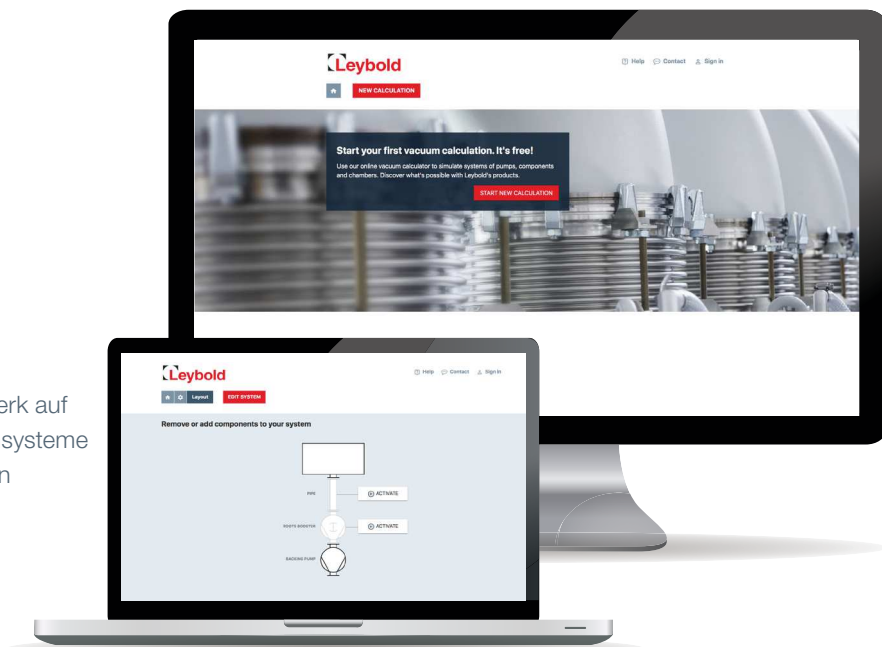 Leybold
Help Contact Sign in
NEW CALCULATION
Start your first vacuum calculation. It's free!
Use our online vacuum calculator to simulate systems of pumps, components
and chambers. Discover what's possible with Leybold's products.
START NEW CALCULATION
Leybold
Help Contact Sign in
Layout EDIT SYSTEM
Remove or add components to your system
ACTIVATE
ROOTS BOOSTER ACTIVATE
BACKING PUMP
erk auf
systeme
n